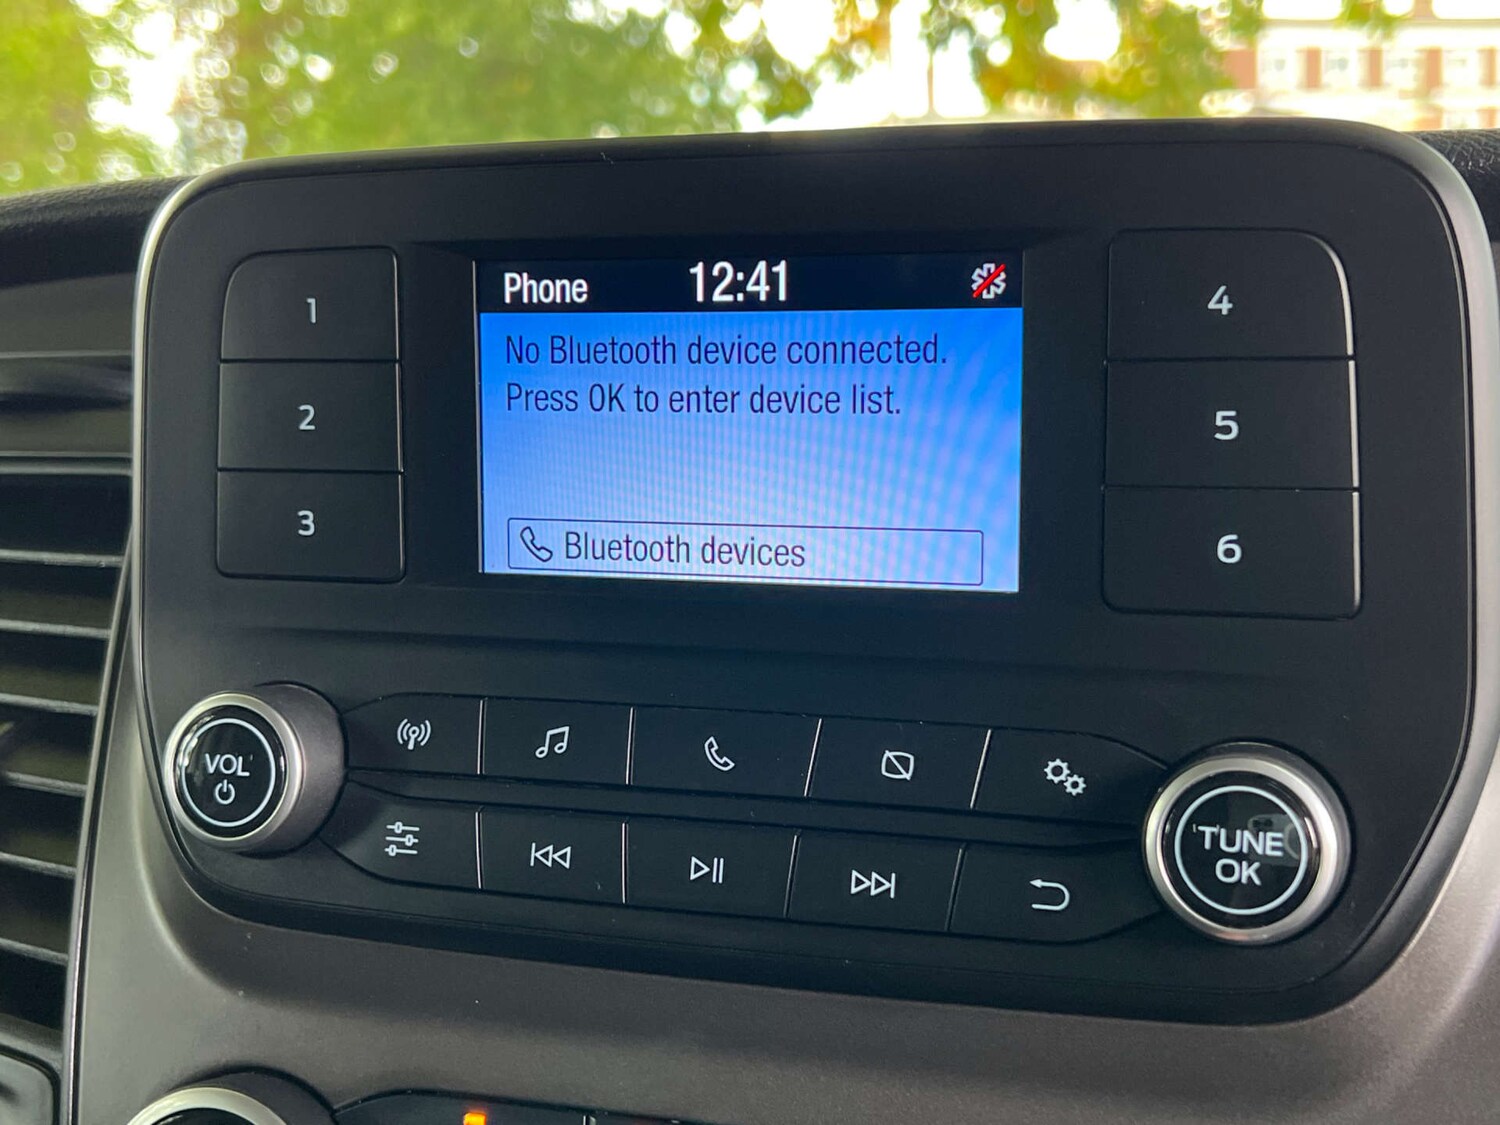 Phone 12:41
No Bluetooth device connected.
Press OK to enter device list.
Bluetooth devices
1
2
3
4
5
6
VOL
TUNE
OK